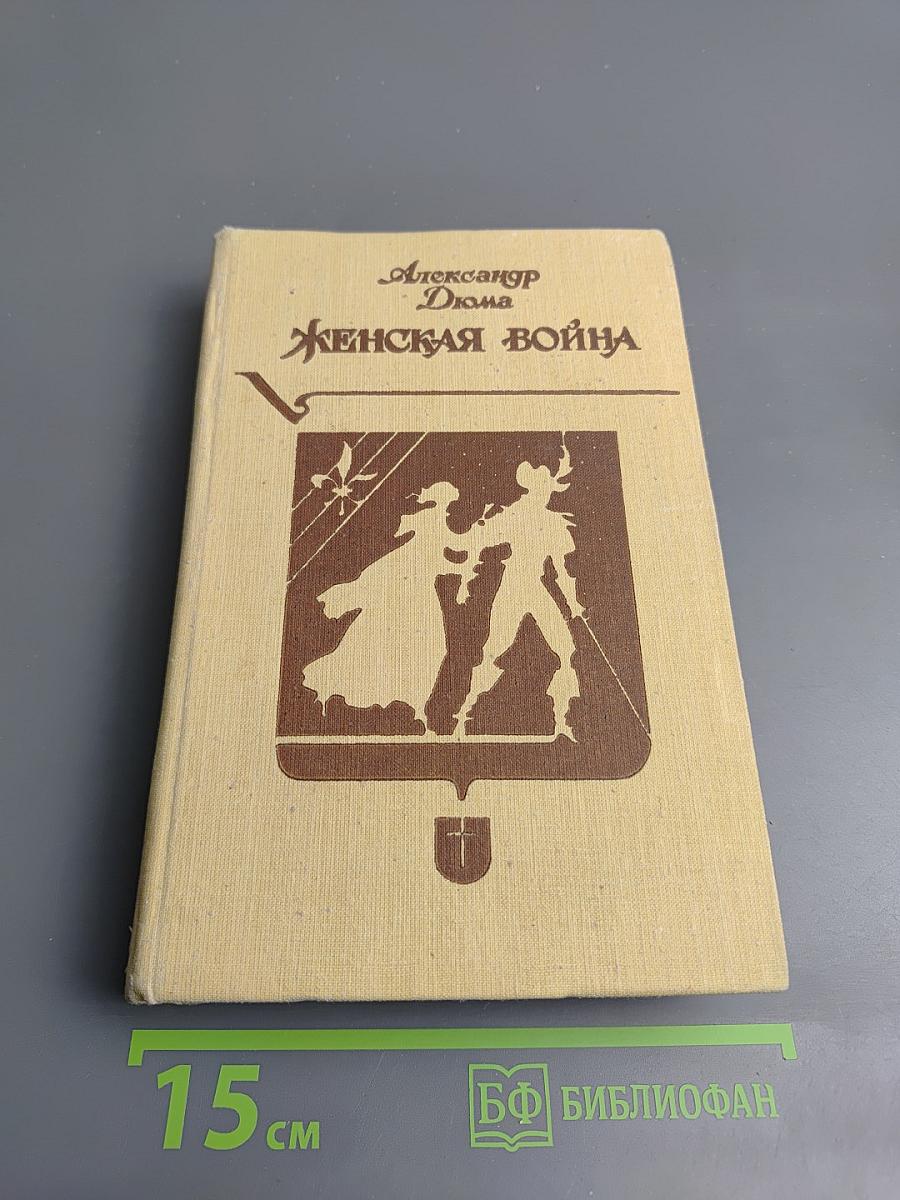 Александр
Дюма
ЖЕНСКАЯ ВОЙНА
15 см
БФ БИБЛИОФАН